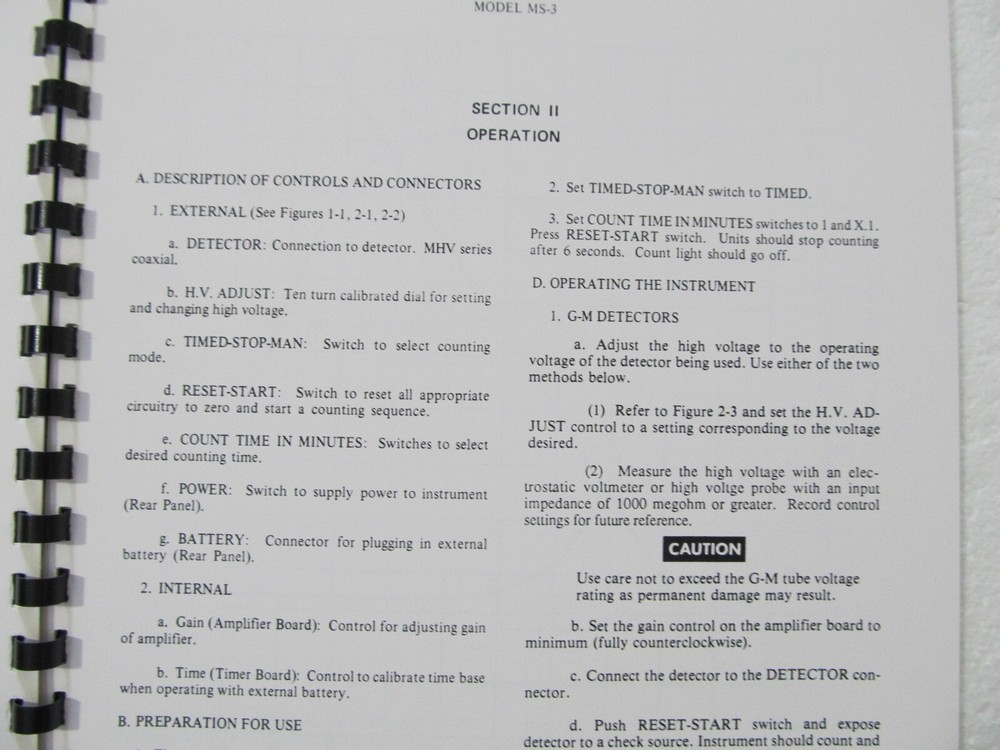 MODEL MS-3
SECTION II
OPERATION
A. DESCRIPTION OF CONTROLS AND CONNECTORS
1. EXTERNAL (See Figures 1-1, 2-1, 2-2)
a. DETECTOR: Connection to detector. MHV series
coaxial.
b. H.V. ADJUST: Ten turn calibrated dial for setting
and changing high voltage.
c. TIMED-STOP-MAN: Switch to select counting
mode.
d. RESET-START: Switch to reset all appropriate
circuitry to zero and start a counting sequence.
e. COUNT TIME IN MINUTES: Switches to select
desired counting time.
f. POWER: Switch to supply power to instrument
(Rear Panel).
g. BATTERY: Connector for plugging in external
battery (Rear Panel).
2. INTERNAL
a. Gain (Amplifier Board): Control for adjusting gain
of amplifier.
b. Time (Timer Board): Control to calibrate time base
when operating with external battery.
B. PREPARATION FOR USE
2. Set TIMED-STOP-MAN switch to TIMED.
3. Set COUNT TIME IN MINUTES switches to 1 and X.1.
Press RESET-START switch. Units should stop counting
after 6 seconds. Count light should go off.
D. OPERATING THE INSTRUMENT
1. G-M DETECTORS
a. Adjust the high voltage to the operating
voltage of the detector being used. Use either of the two
methods below.
(1) Refer to Figure 2-3 and set the H.V. AD-
JUST control to a setting corresponding to the voltage
desired.
(2) Measure the high voltage with an elec-
trostatic voltmeter or high voltge probe with an input
impedance of 1000 megohm or greater. Record control
settings for future reference.
CAUTION
Use care not to exceed the G-M tube voltage
rating as permanent damage may result.
b. Set the gain control on the amplifier board to
minimum (fully counterclockwise).
c. Connect the detector to the DETECTOR con-
nector.
d. Push RESET-START switch and expose
detector to a check source. Instrument should count and